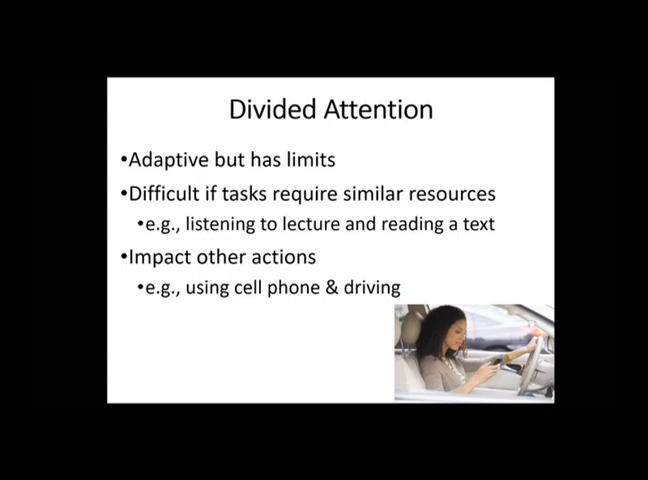 Divided Attention
•Adaptive but has limits
•Difficult if tasks require similar resources
•e.g., listening to lecture and reading a text
•Impact other actions
•e.g., using cell phone & driving